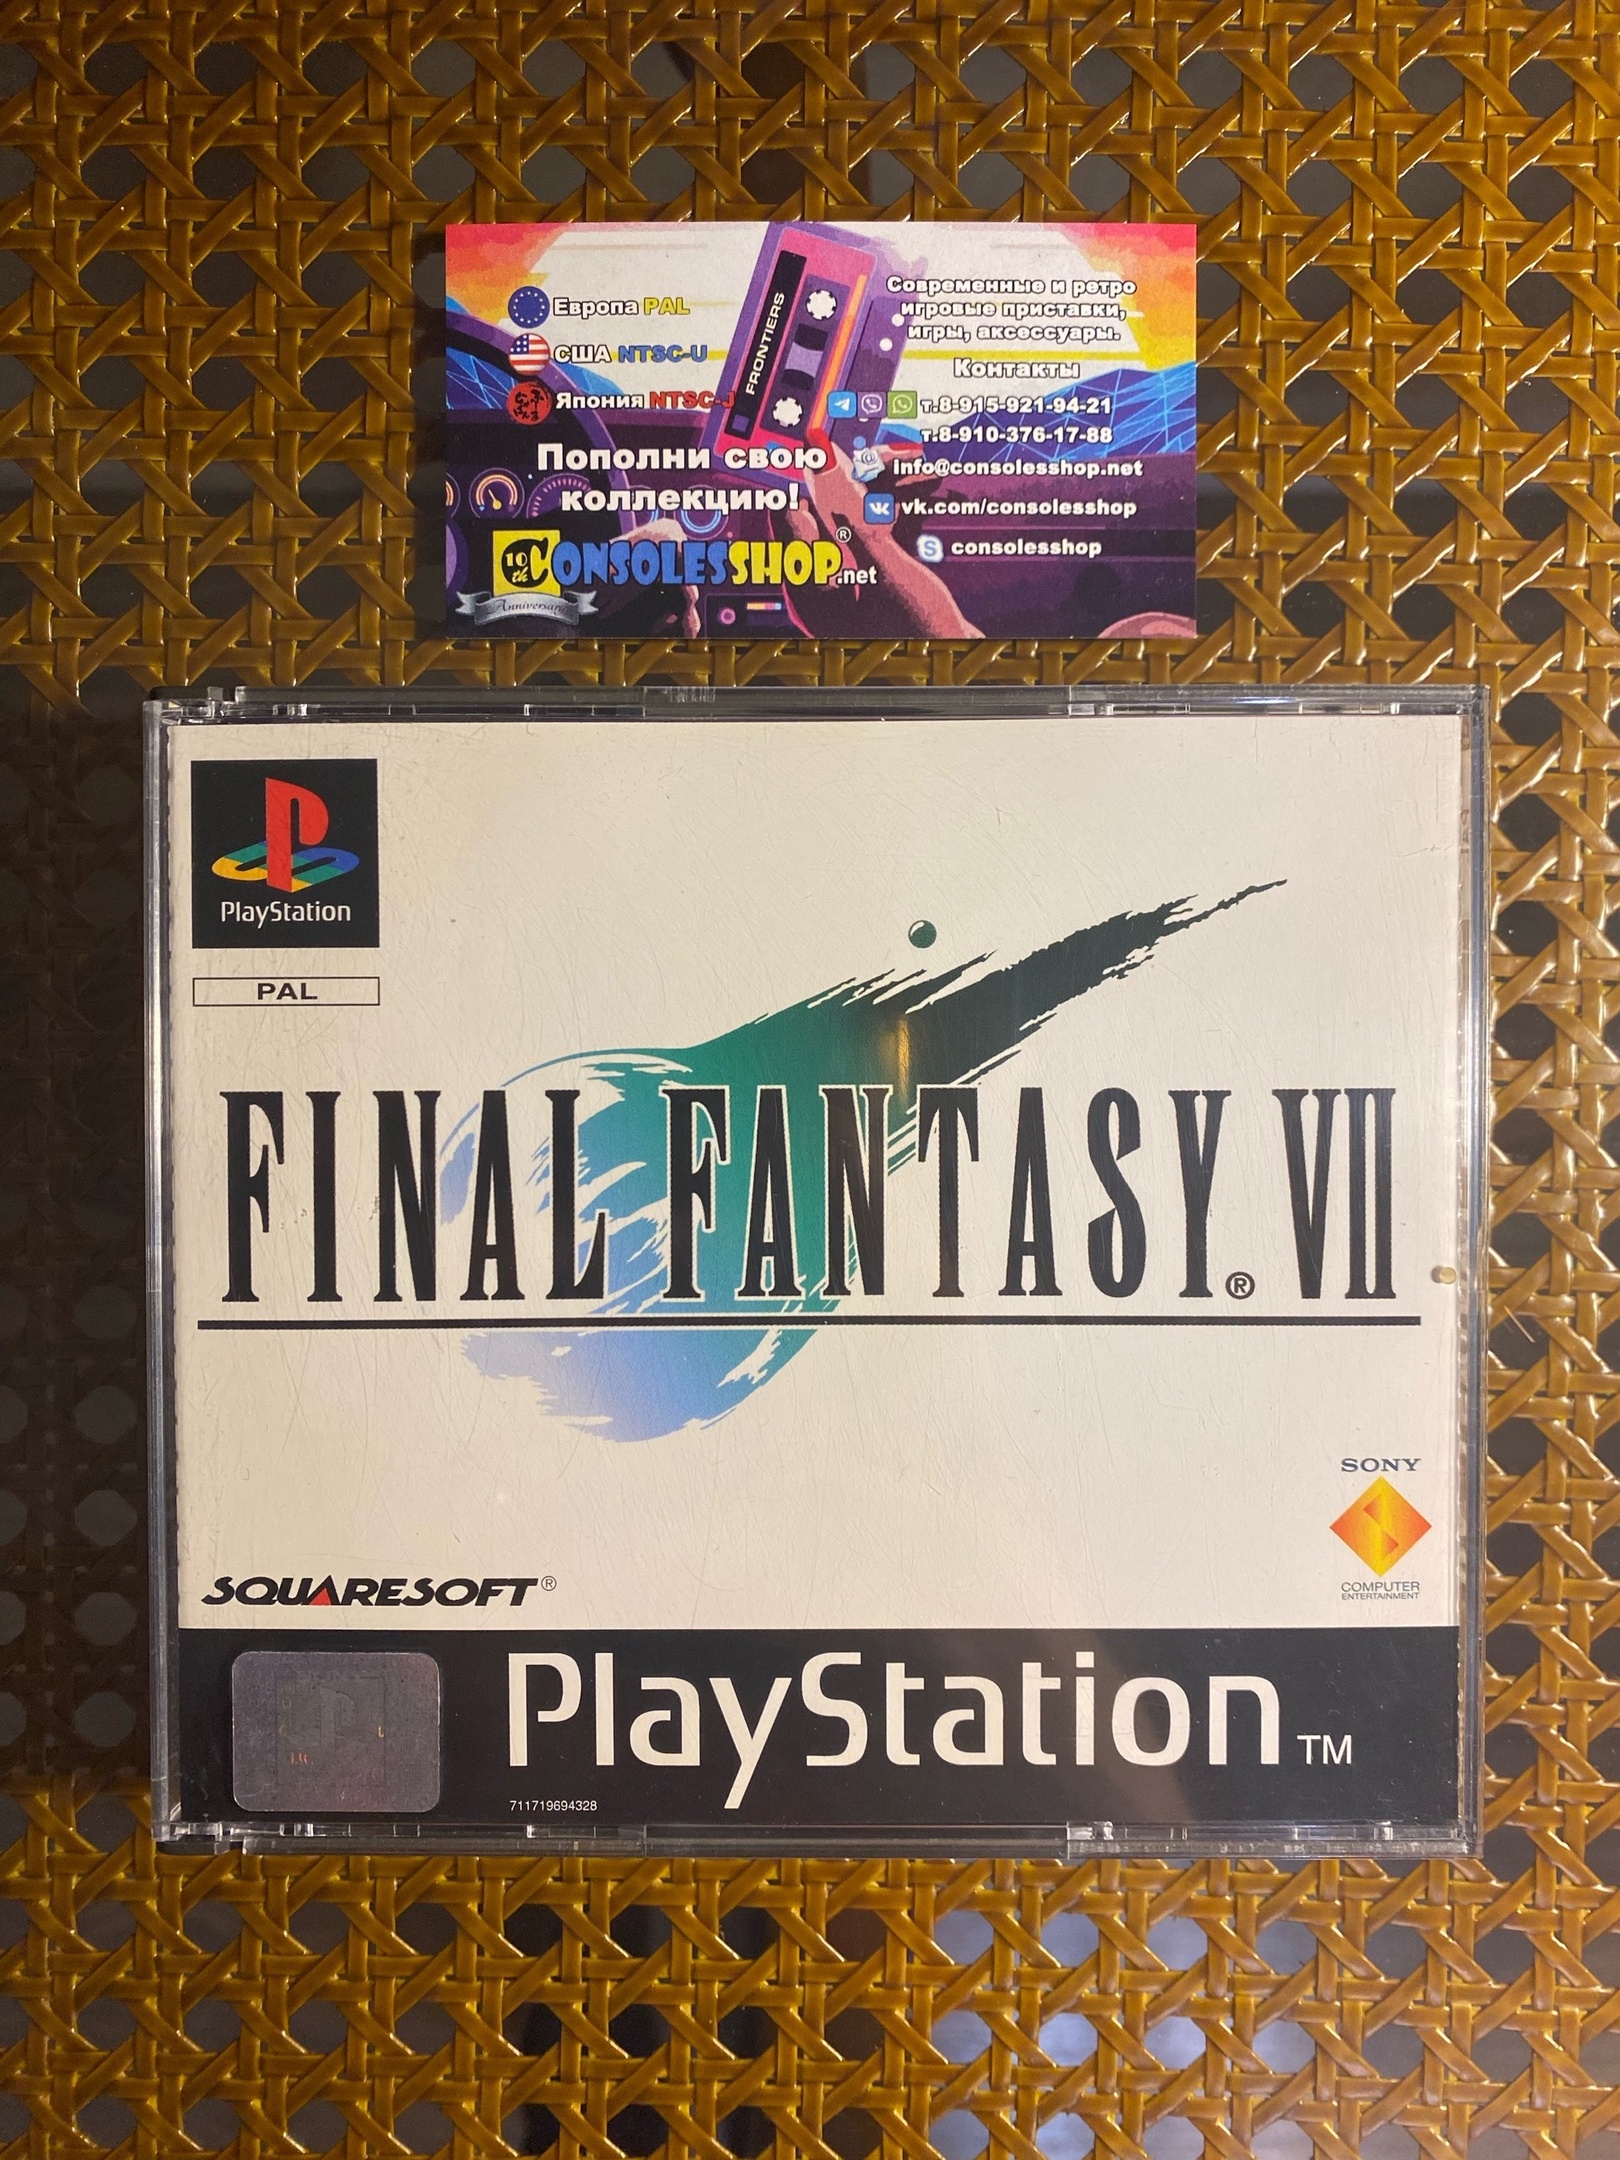 Европа PAL
США NTSC-U
Япония NTSC-J
Пополни свою
коллекцию!
10th
CONSOLESSHOP®.net
Anniversary
FRONTIERS
Современные и ретро
игровые приставки,
игры, аксессуары.
Контакты
т.8-915-921-94-21
т.8-910-376-17-88
info@consolesshop.net
vk.com/consolesshop
consolesshop
PlayStation
PAL
FINAL FANTASY® VII
SONY
COMPUTER
ENTERTAINMENT
SQUARESOFT®
PlayStation™
711719694328